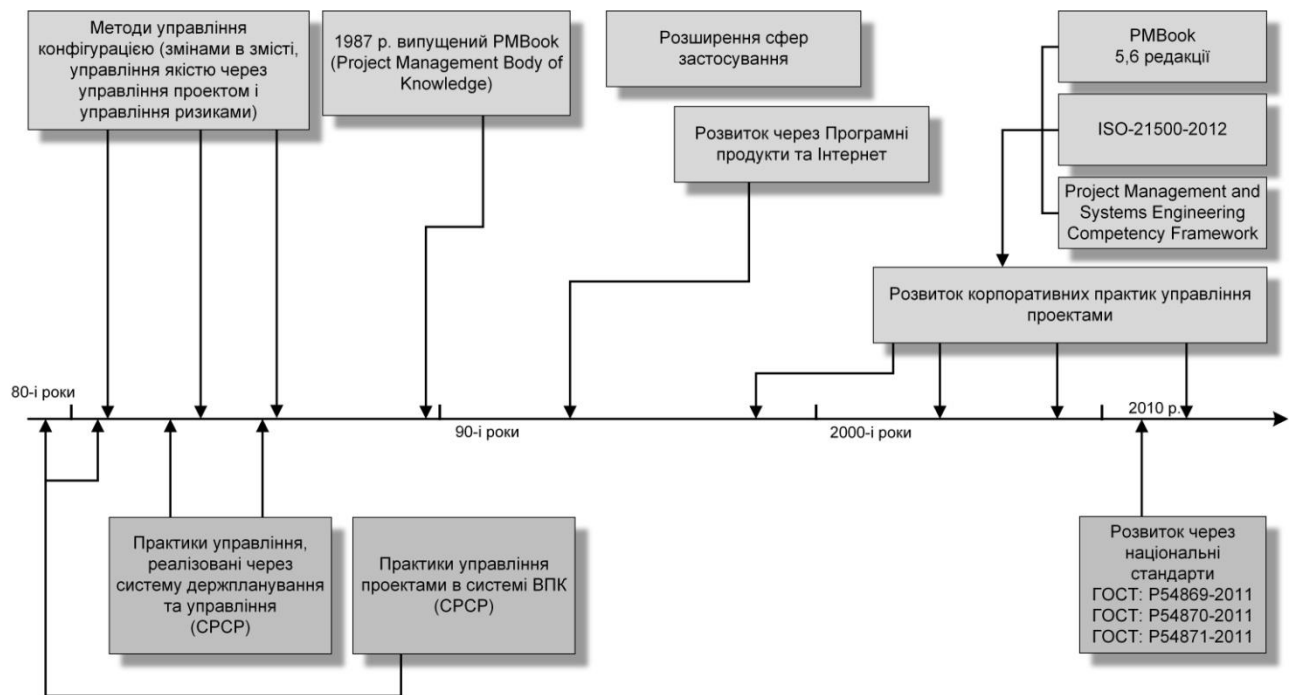 Методи управління
конфігурацією (змінами в змісті,
управління якістю через
управління проектом і
управління ризиками)
1987 р. випущений PMBook
(Project Management Body of
Knowledge)
Розширення сфер
застосування
Розвиток через Програмні
продукти та Інтернет
PMBook
5,6 редакції
ISO-21500-2012
Project Management and
Systems Engineering
Competency Framework
Розвиток корпоративних практик управління
проектами
80-і роки
90-і роки
2000-і роки
2010 р.
Практики управління,
реалізовані через
систему держпланування
та управління
(СРСР)
Практики управління
проектами в системі ВПК
(СРСР)
Розвиток через
національні
стандарти
ГОСТ: Р54869-2011
ГОСТ: Р54870-2011
ГОСТ: Р54871-2011